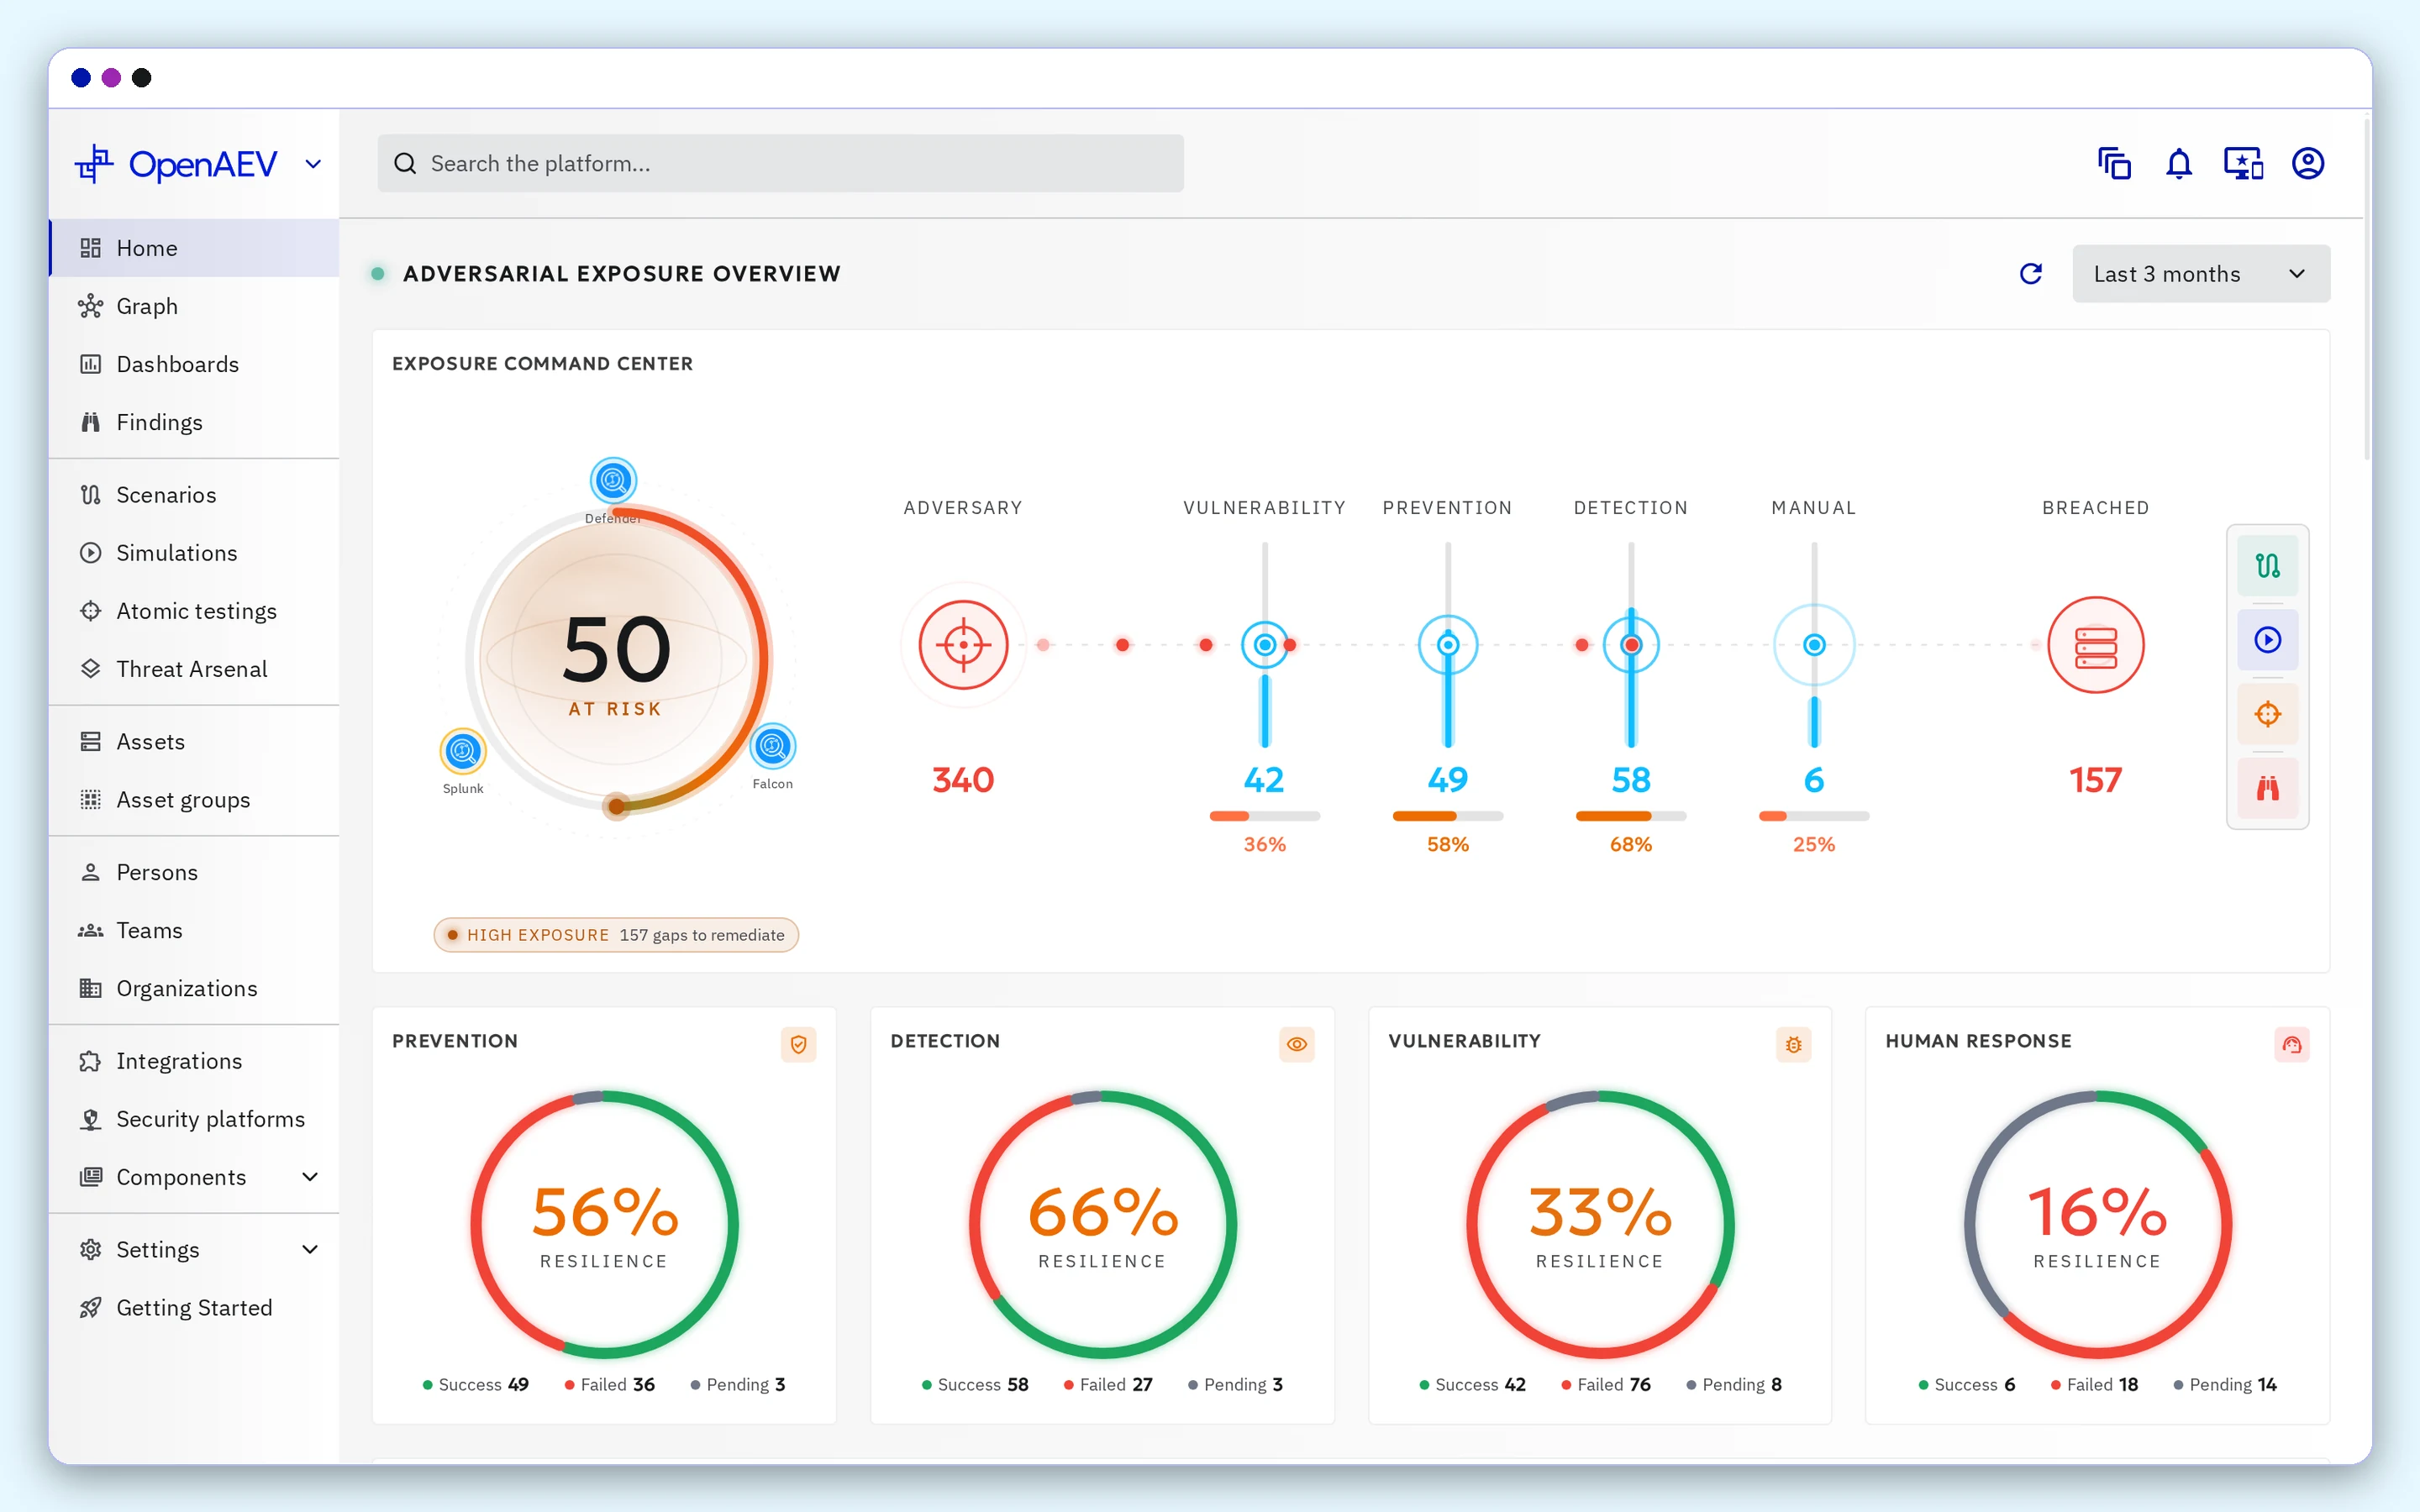 OpenAEV
Search the platform...
Home
Graph
Dashboards
Findings
Scenarios
Simulations
Atomic testings
Threat Arsenal
Assets
Asset groups
Persons
Teams
Organizations
Integrations
Security platforms
Components
Settings
Getting Started
ADVERSARIAL EXPOSURE OVERVIEW
Last 3 months
EXPOSURE COMMAND CENTER
Defender
50
AT RISK
Splunk
Falcon
HIGH EXPOSURE 157 gaps to remediate
ADVERSARY VULNERABILITY PREVENTION DETECTION MANUAL BREACHED
340 42 49 58 6 157
36% 58% 68% 25%
PREVENTION
56%
RESILIENCE
Success 49 Failed 36 Pending 3
DETECTION
66%
RESILIENCE
Success 58 Failed 27 Pending 3
VULNERABILITY
33%
RESILIENCE
Success 42 Failed 76 Pending 8
HUMAN RESPONSE
16%
RESILIENCE
Success 6 Failed 18 Pending 14